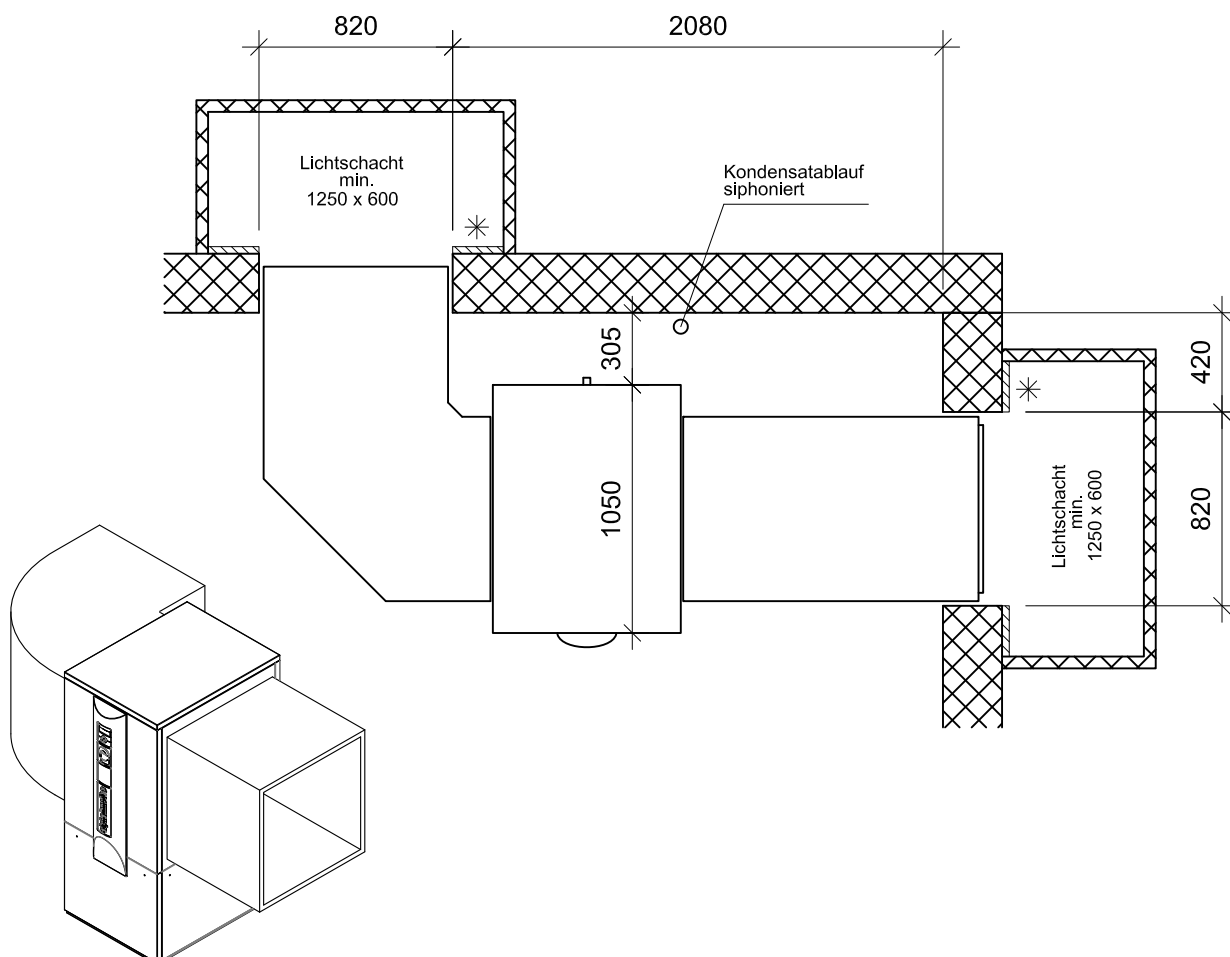 820
2080
Lichtschacht
min.
1250 x 600
Kondensatablauf
siphoniert
305
420
1050
Lichtschacht
min.
1250 x 600
820